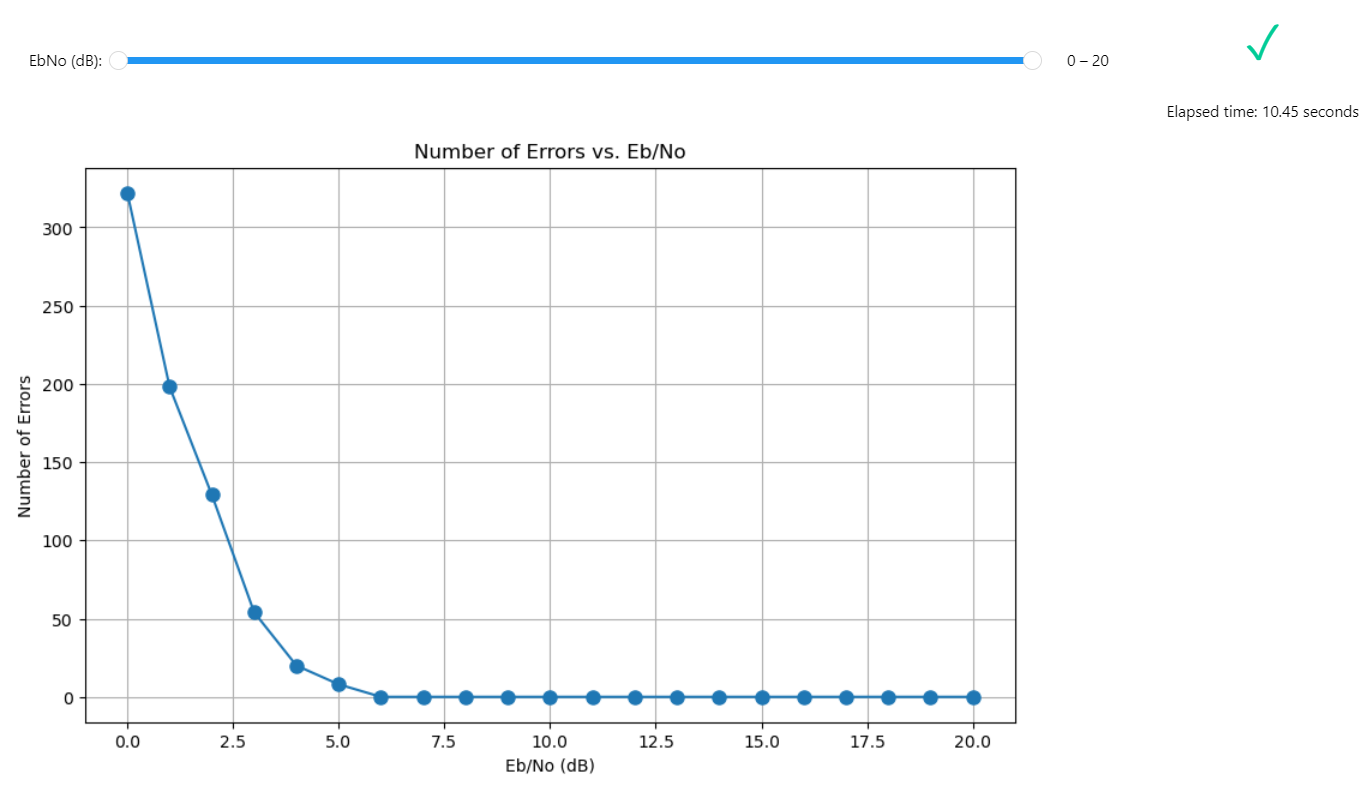 EbNo (dB): 0 – 20
✓
Elapsed time: 10.45 seconds
Number of Errors vs. Eb/No
Number of Errors
300
250
200
150
100
50
0
0.0 2.5 5.0 7.5 10.0 12.5 15.0 17.5 20.0
Eb/No (dB)